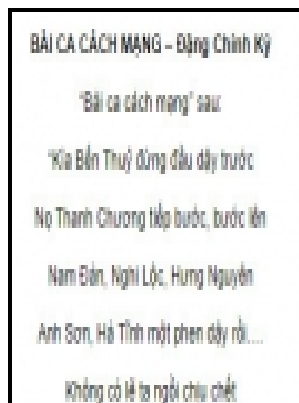 BÀI CA CÁCH MẠNG – Đặng Chính Kỷ
"Bài ca cách mạng" sau:
"Kìa Bến Thuỷ đứng đầu dậy trước
Nọ Thanh Chương tiếp bước, bước lên
Nam Đàn, Nghi Lộc, Hưng Nguyên
Anh Sơn, Hà Tĩnh một phen dậy rồi....
Không có lẽ ta ngồi chịu chết